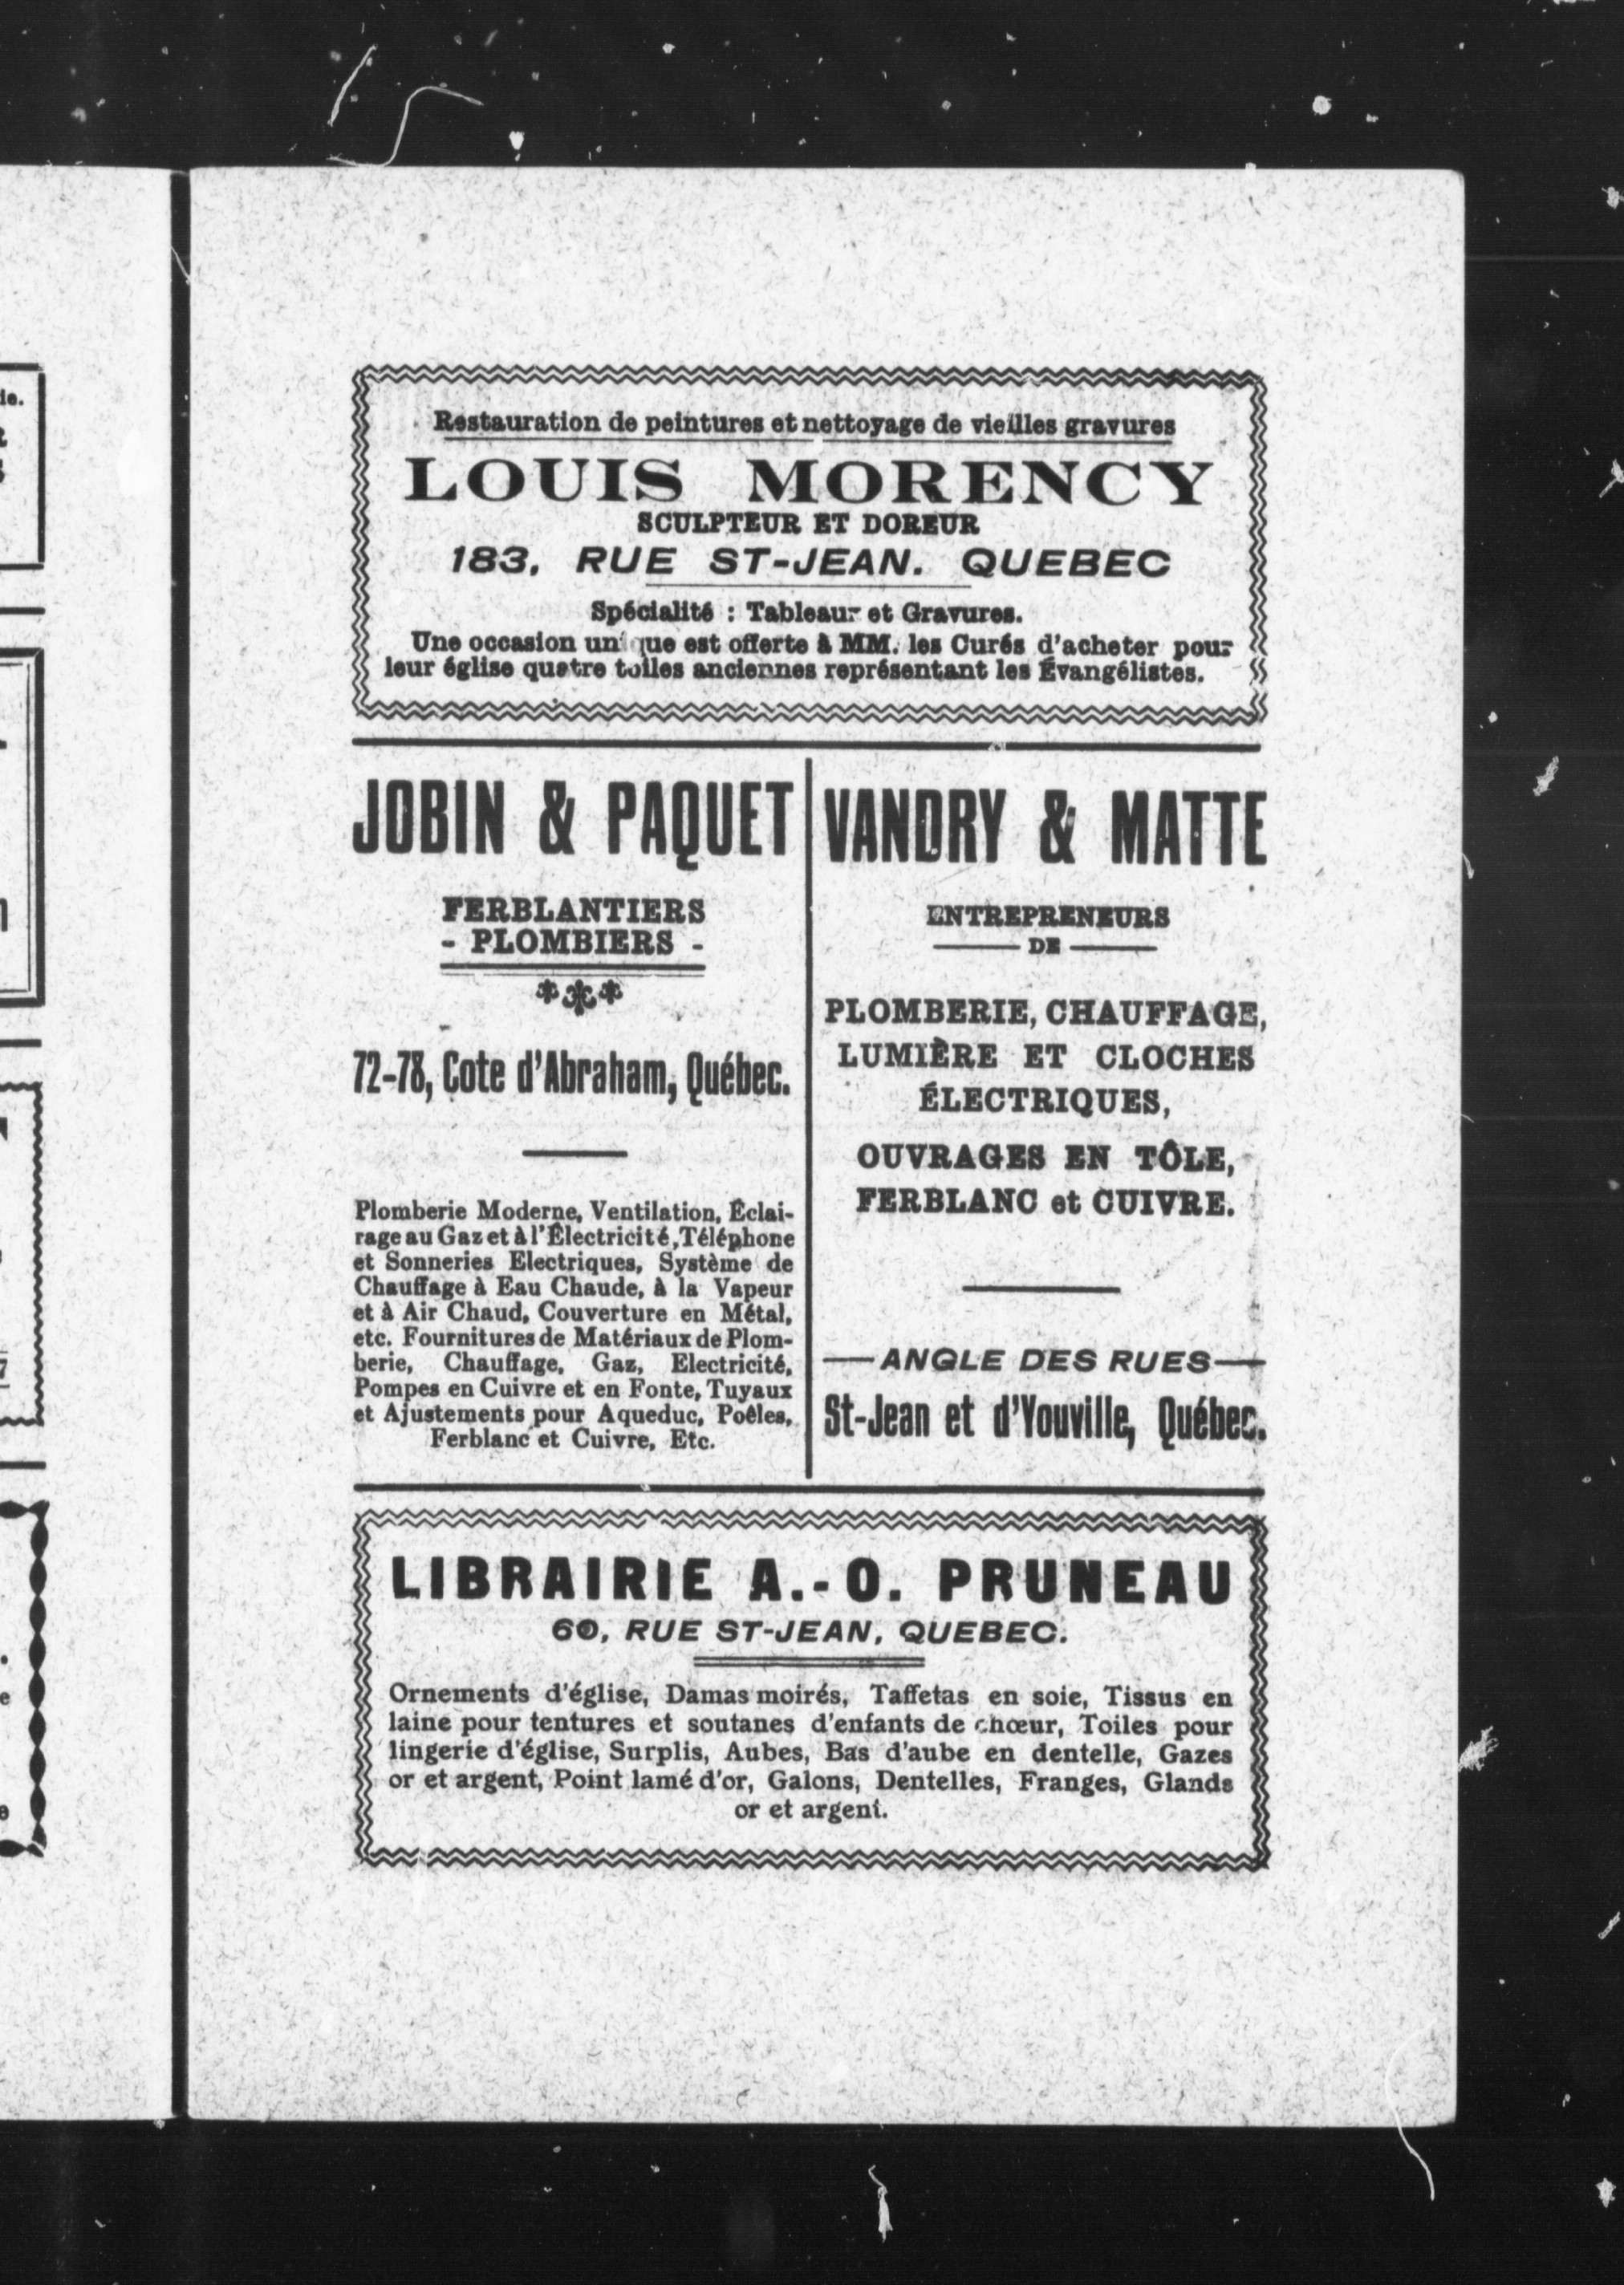 Restauration de peintures et nettoyage de vieilles gravures
LOUIS MORENCY
SCULPTEUR ET DOREUR
183, RUE ST-JEAN. QUEBEC
Spécialité : Tableaux et Gravures.
Une occasion unique est offerte à MM. les Curés d'acheter pour
leur église quatre toiles anciennes représentant les Évangélistes.
JOBIN & PAQUET
FERBLANTIERS
- PLOMBIERS -
72-78, Cote d'Abraham, Québec.
Plomberie Moderne, Ventilation, Éclai-
rage au Gaz et à l'Électricité, Téléphone
et Sonneries Electriques, Système de
Chauffage à Eau Chaude, à la Vapeur
et à Air Chaud, Couverture en Métal,
etc. Fournitures de Matériaux de Plom-
berie, Chauffage, Gaz, Electricité,
Pompes en Cuivre et en Fonte, Tuyaux
et Ajustements pour Aqueduc, Poêles,
Ferblanc et Cuivre, Etc.
VANDRY & MATTE
ENTREPRENEURS
DE
PLOMBERIE, CHAUFFAGE,
LUMIÈRE ET CLOCHES
ÉLECTRIQUES,
OUVRAGES EN TÔLE,
FERBLANC et CUIVRE.
— ANGLE DES RUES —
St-Jean et d'Youville, Québec.
LIBRAIRIE A.-O. PRUNEAU
60, RUE ST-JEAN, QUEBEC.
Ornements d'église, Damas moirés, Taffetas en soie, Tissus en
laine pour tentures et soutanes d'enfants de chœur, Toiles pour
lingerie d'église, Surplis, Aubes, Bas d'aube en dentelle, Gazes
or et argent, Point lamé d'or, Galons, Dentelles, Franges, Glands
or et argent.